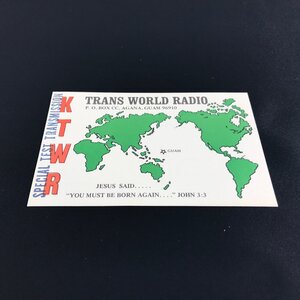 SPECIAL TEST TRANSMISSION
KTWR
TRANS WORLD RADIO
P. O. BOX CC, AGANA, GUAM 96910
GUAM
JESUS SAID.....
"YOU MUST BE BORN AGAIN...." JOHN 3:3